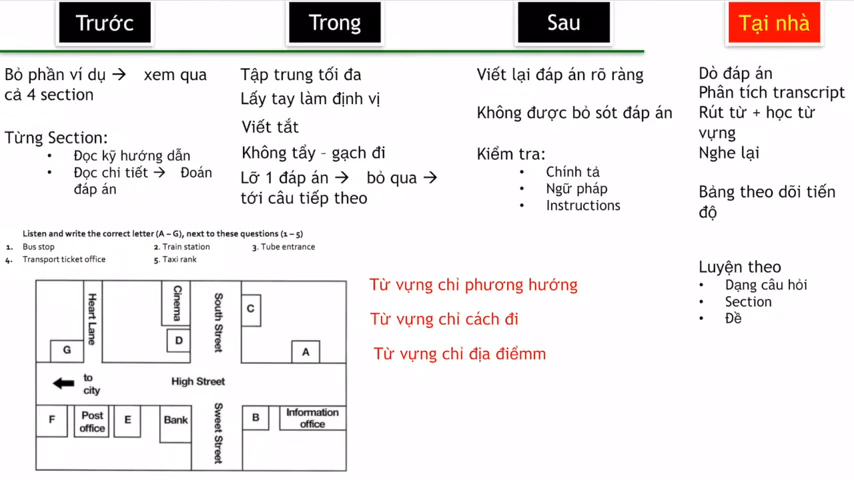 Trước
Trong
Sau
Tại nhà
Bỏ phần ví dụ → xem qua
cả 4 section
Từng Section:
• Đọc kỹ hướng dẫn
• Đọc chi tiết → Đoán
đáp án
Tập trung tối đa
Lấy tay làm định vị
Viết tắt
Không tẩy – gạch đi
Lỡ 1 đáp án → bỏ qua →
tới câu tiếp theo
Viết lại đáp án rõ ràng
Không được bỏ sót đáp án
Kiểm tra:
• Chính tả
• Ngữ pháp
• Instructions
Dò đáp án
Phân tích transcript
Rút từ + học từ
vựng
Nghe lại
Bảng theo dõi tiến
độ
Luyện theo
• Dạng câu hỏi
• Section
• Đề
Listen and write the correct letter (A – G), next to these questions (1 – 5)
1. Bus stop 2. Train station 3. Tube entrance
4. Transport ticket office 5. Taxi rank
Heart Lane
Cinema
South Street
C
D
G
A
to
city
High Street
F
Post
office
E
Bank
Sweet Street
B
Information
office
Từ vựng chỉ phương hướng
Từ vựng chỉ cách đi
Từ vựng chỉ địa điểmm